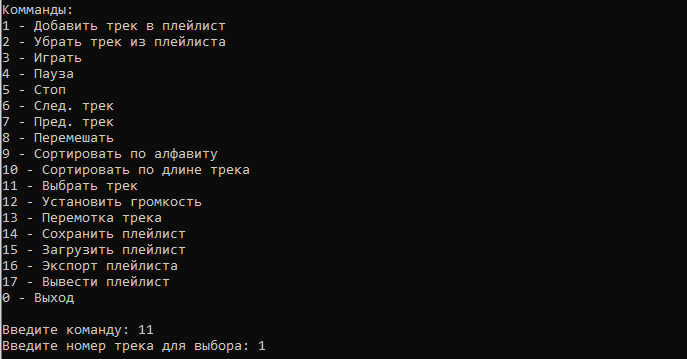 Комманды:
1 - Добавить трек в плейлист
2 - Убрать трек из плейлиста
3 - Играть
4 - Пауза
5 - Стоп
6 - След. трек
7 - Пред. трек
8 - Перемешать
9 - Сортировать по алфавиту
10 - Сортировать по длине трека
11 - Выбрать трек
12 - Установить громкость
13 - Перемотка трека
14 - Сохранить плейлист
15 - Загрузить плейлист
16 - Экспорт плейлиста
17 - Вывести плейлист
0 - Выход
Введите команду: 11
Введите номер трека для выбора: 1